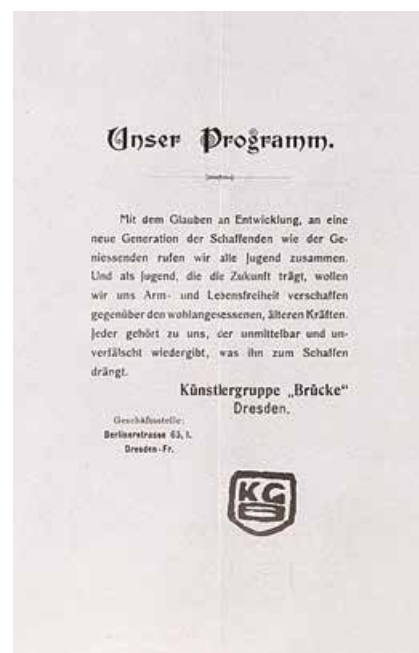 Unser Programm.
Mit dem Glauben an Entwicklung, an eine
neue Generation der Schaffenden wie der Ge-
niessenden rufen wir alle Jugend zusammen.
Und als Jugend, die die Zukunft trägt, wollen
wir uns Arm- und Lebensfreiheit verschaffen
gegenüber den wohlangesessenen, älteren Kräften.
Jeder gehört zu uns, der unmittelbar und un-
verfälscht wiedergibt, was ihn zum Schaffen
drängt.
Künstlergruppe „Brücke“
Dresden.
Geschäftsstelle:
Berlinerstrasse 65, I.
Dresden-Fr.
KG
B